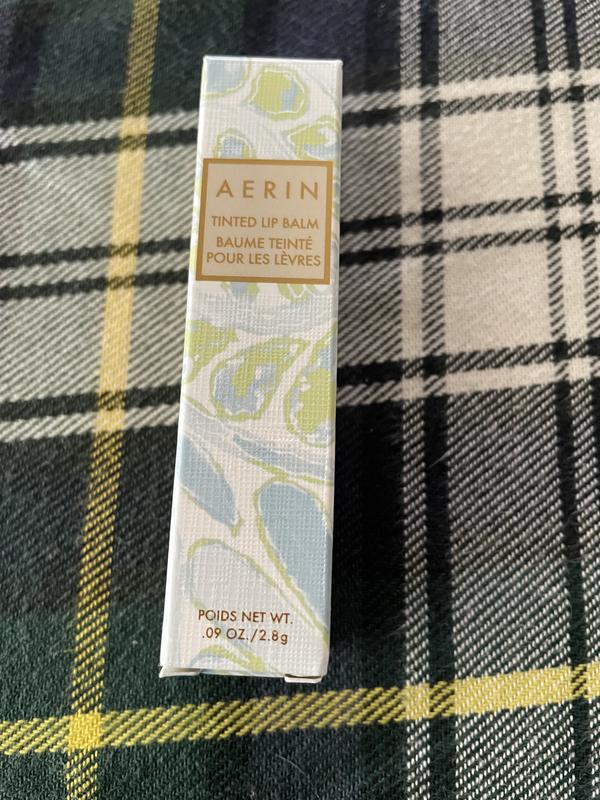 AERIN
TINTED LIP BALM
BAUME TEINTÉ
POUR LES LÈVRES
POIDS NET WT.
.09 OZ./2.8g